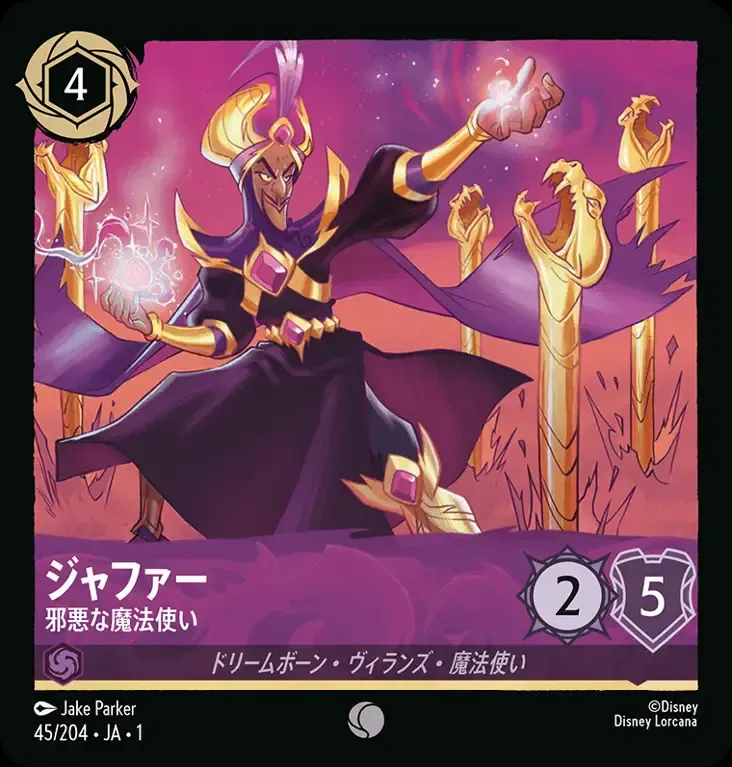 4
ジャファー
邪悪な魔法使い
2
5
ドリームボーン・ヴィランズ・魔法使い
Jake Parker
45/204・JA・1
©Disney
Disney Lorcana